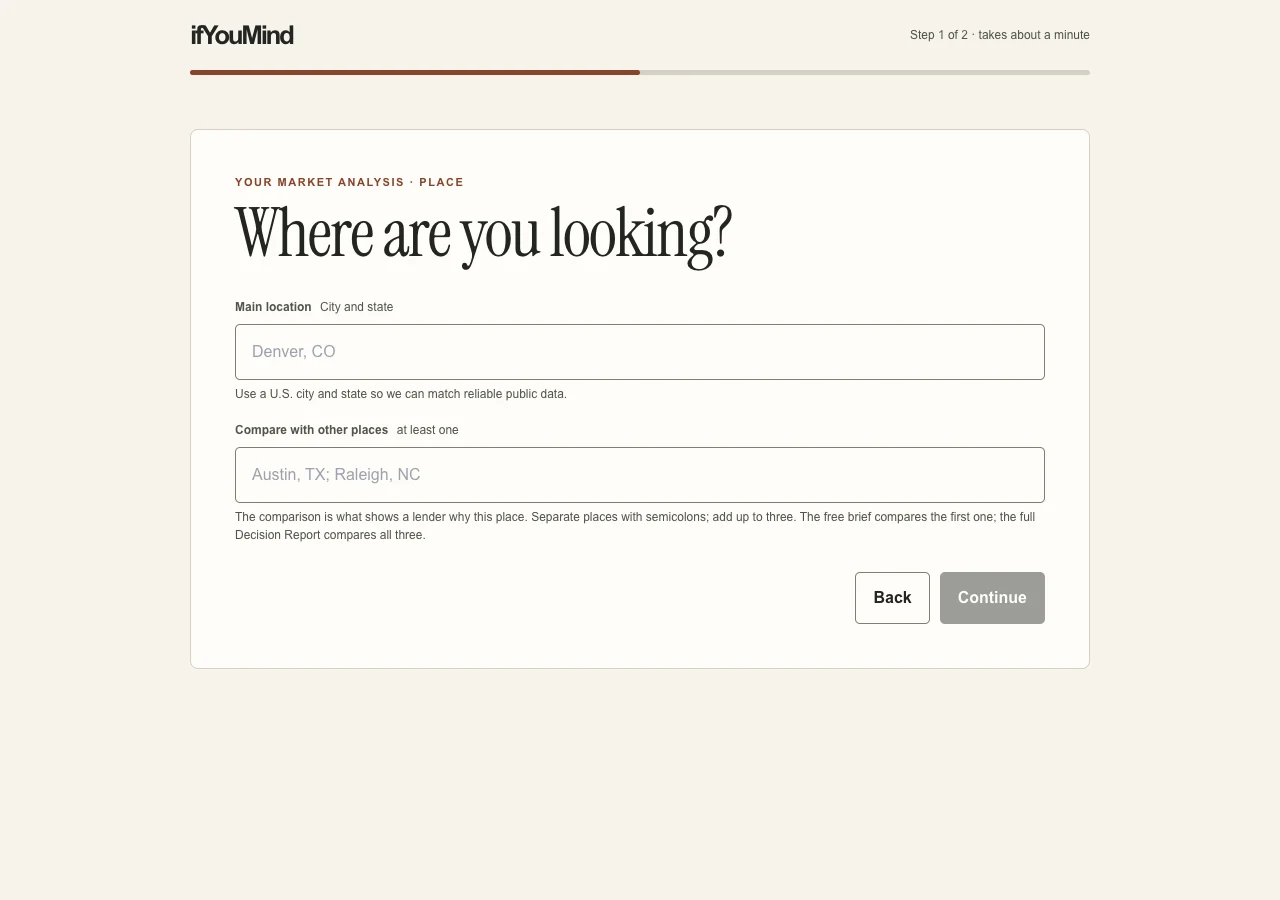 ifYouMind
Step 1 of 2 · takes about a minute
YOUR MARKET ANALYSIS · PLACE
Where are you looking?
Main location City and state
Denver, CO
Use a U.S. city and state so we can match reliable public data.
Compare with other places at least one
Austin, TX; Raleigh, NC
The comparison is what shows a lender why this place. Separate places with semicolons; add up to three. The free brief compares the first one; the full
Decision Report compares all three.
Back Continue